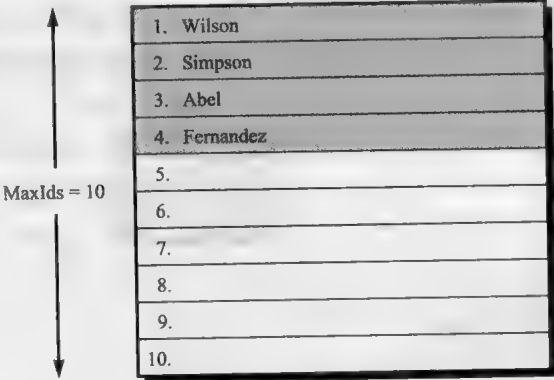 1. Wilson
2. Simpson
3. Abel
4. Fernandez
5.
MaxIds = 10
6.
7.
8.
9.
10.